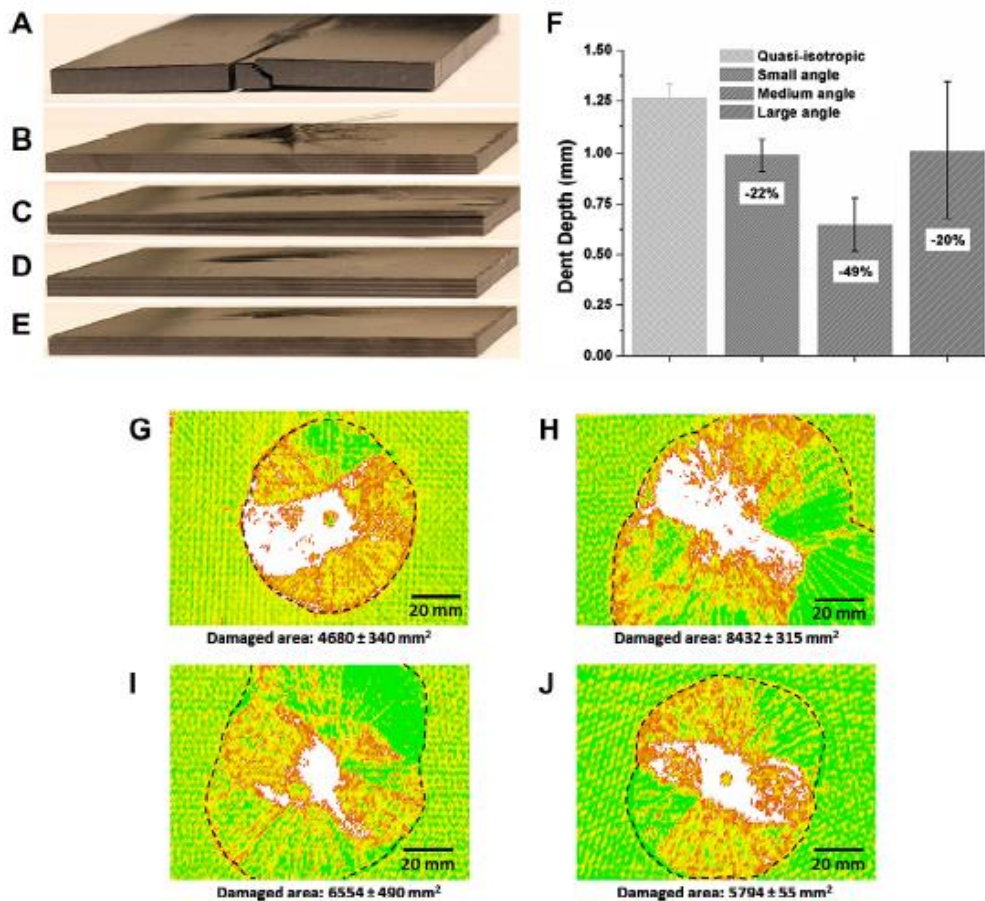 A
B
C
D
E
F
1.50
1.25
1.00
0.75
0.50
0.25
0.00
Dent Depth (mm)
Quasi-isotropic
Small angle
Medium angle
Large angle
-22%
-49%
-20%
G
20 mm
Damaged area: 4680 ± 340 mm²
H
20 mm
Damaged area: 8432 ± 315 mm²
I
20 mm
Damaged area: 6554 ± 490 mm²
J
20 mm
Damaged area: 5794 ± 55 mm²